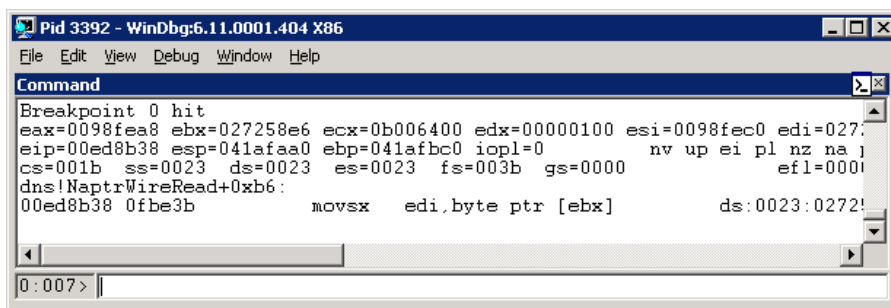 Pid 3392 - WinDbg:6.11.0001.404 X86
File Edit View Debug Window Help
Command
Breakpoint 0 hit
eax=0098fea8 ebx=027258e6 ecx=0b006400 edx=00000100 esi=0098fec0 edi=027
eip=00ed8b38 esp=041afaa0 ebp=041afbc0 iopl=0 nv up ei pl nz na
cs=001b ss=0023 ds=0023 es=0023 fs=003b gs=0000 efl=000
dns!NaptrWireRead+0xb6:
00ed8b38 0fbe3b movsx edi,byte ptr [ebx] ds:0023:0272
0:007>